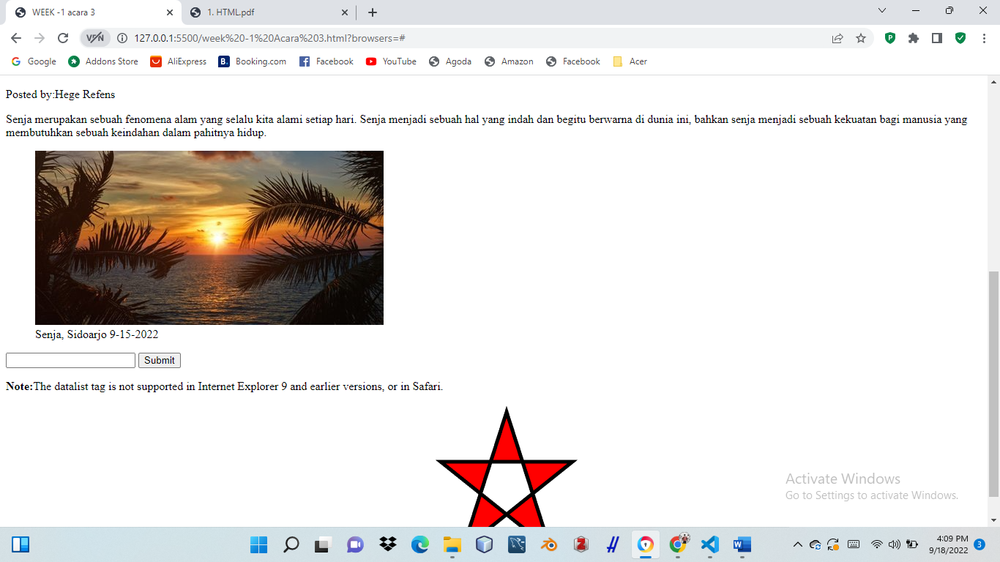 WEEK -1 acara 3
1. HTML.pdf
VPN
127.0.0.1:5500/week%20-1%20Acara%203.html?browsers=#
Google
Addons Store
AliExpress
B. Booking.com
Facebook
YouTube
Agoda
Amazon
Facebook
Acer
Posted by:Hege Refens
Senja merupakan sebuah fenomena alam yang selalu kita alami setiap hari. Senja menjadi sebuah hal yang indah dan begitu berwarna di dunia ini, bahkan senja menjadi sebuah kekuatan bagi manusia yang
membutuhkan sebuah keindahan dalam pahitnya hidup.
Senja, Sidoarjo 9-15-2022
Submit
Note:The datalist tag is not supported in Internet Explorer 9 and earlier versions, or in Safari.
Activate Windows
Go to Settings to activate Windows.
4:09 PM
9/18/2022
3